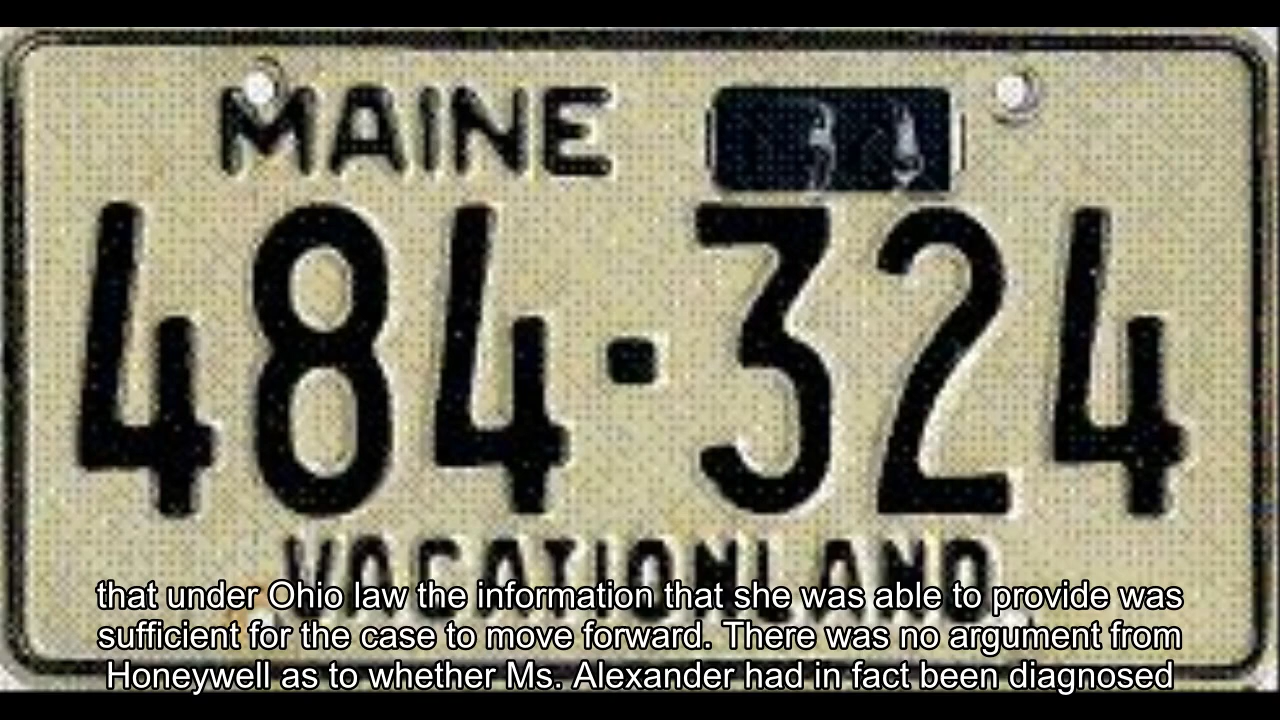 MAINE
484·324
VACATIONLAND
that under Ohio law the information that she was able to provide was
sufficient for the case to move forward. There was no argument from
Honeywell as to whether Ms. Alexander had in fact been diagnosed